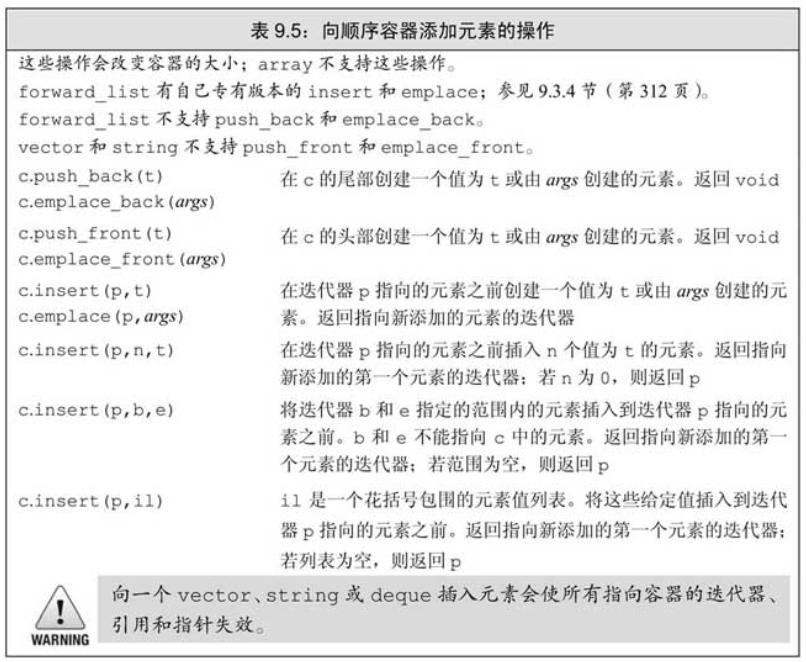 表 9.5：向顺序容器添加元素的操作
这些操作会改变容器的大小；array 不支持这些操作。
forward_list 有自己专有版本的 insert 和 emplace；参见 9.3.4 节（第 312 页）。
forward_list 不支持 push_back 和 emplace_back。
vector 和 string 不支持 push_front 和 emplace_front。
c.push_back(t) 在 c 的尾部创建一个值为 t 或由 args 创建的元素。返回 void
c.emplace_back(args)
c.push_front(t) 在 c 的头部创建一个值为 t 或由 args 创建的元素。返回 void
c.emplace_front(args)
c.insert(p,t) 在迭代器 p 指向的元素之前创建一个值为 t 或由 args 创建的元
c.emplace(p,args) 素。返回指向新添加的元素的迭代器
c.insert(p,n,t) 在迭代器 p 指向的元素之前插入 n 个值为 t 的元素。返回指向
新添加的第一个元素的迭代器；若 n 为 0，则返回 p
c.insert(p,b,e) 将迭代器 b 和 e 指定的范围内的元素插入到迭代器 p 指向的元
素之前。b 和 e 不能指向 c 中的元素。返回指向新添加的第一
个元素的迭代器；若范围为空，则返回 p
c.insert(p,il) il 是一个花括号包围的元素值列表。将这些给定值插入到迭代
器 p 指向的元素之前。返回指向新添加的第一个元素的迭代器；
若列表为空，则返回 p
向一个 vector、string 或 deque 插入元素会使所有指向容器的迭代器、
引用和指针失效。
WARNING